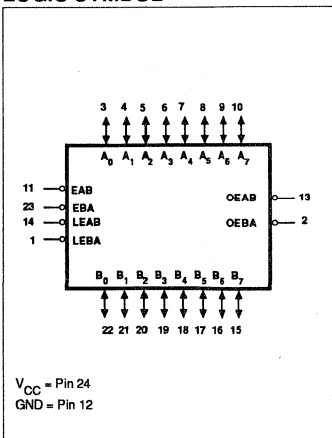 LOGIC SYMBOL
3 4 5 6 7 8 9 10
A0 A1 A2 A3 A4 A5 A6 A7
11 EAB
OEAB 13
23 EBA
14 LEAB
OEBA 2
1 LEBA
B0 B1 B2 B3 B4 B5 B6 B7
22 21 20 19 18 17 16 15
VCC = Pin 24
GND = Pin 12